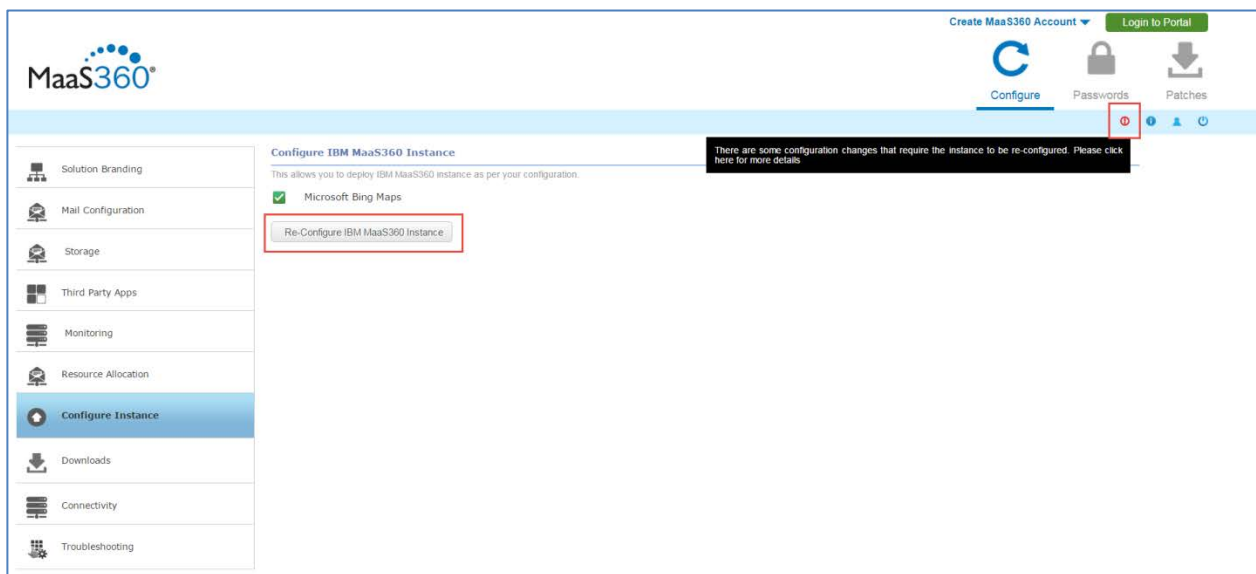 Create MaaS360 Account
Login to Portal
MaaS360®
Configure
Passwords
Patches
There are some configuration changes that require the instance to be re-configured. Please click
here for more details
Solution Branding
Mail Configuration
Storage
Third Party Apps
Monitoring
Resource Allocation
Configure Instance
Downloads
Connectivity
Troubleshooting
Configure IBM MaaS360 Instance
This allows you to deploy IBM MaaS360 instance as per your configuration.
Microsoft Bing Maps
Re-Configure IBM MaaS360 Instance